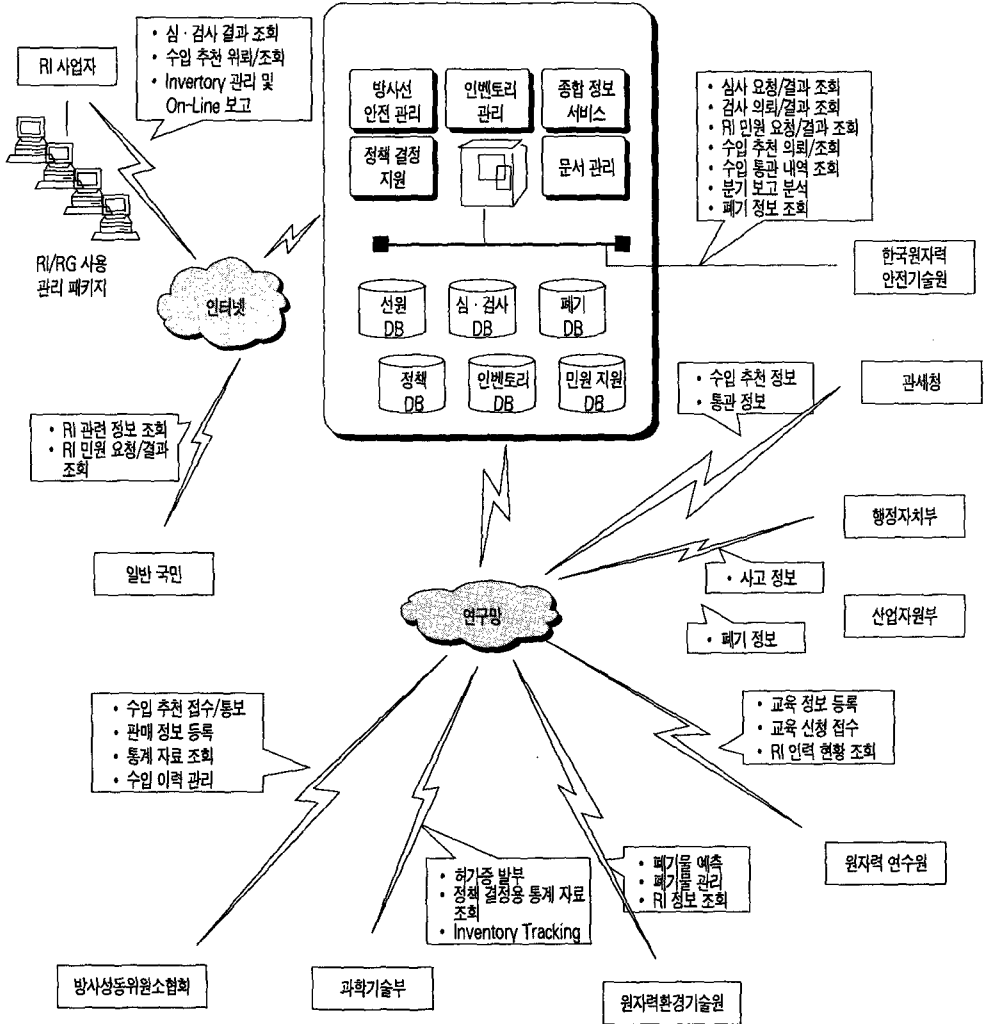 • 심 · 검사 결과 조회
• 수입 추천 위뢰/조회
• Invertory 관리 및
On-Line 보고
RI 사업자
RI/RG 사용
관리 패키지
인터넷
• RI 관련 정보 조회
• RI 민원 요청/결과
조회
일반 국민
방사선
안전 관리
인벤토리
관리
종합 정보
서비스
정책 결정
지원
문서 관리
선원
DB
심 · 검사
DB
폐기
DB
정책
DB
인벤토리
DB
민원 지원
DB
• 심사 요청/결과 조회
• 검사 의뢰/결과 조회
• RI 민원 요청/결과 조회
• 수입 추천 의뢰/조회
• 수입 통관 내역 조회
• 분기 보고 분석
• 폐기 정보 조회
한국원자력
안전기술원
• 수입 추천 정보
• 통관 정보
관세청
행정자치부
• 사고 정보
산업자원부
• 폐기 정보
연구망
• 수입 추천 접수/통보
• 판매 정보 등록
• 통계 자료 조회
• 수입 이력 관리
• 교육 정보 등록
• 교육 신청 접수
• RI 인력 현황 조회
원자력 연수원
• 허가증 발부
• 정책 결정용 통계 자료
조회
• Inventory Tracking
• 폐기물 예측
• 폐기물 관리
• RI 정보 조회
방사성동위원소협회
과학기술부
원자력환경기술원